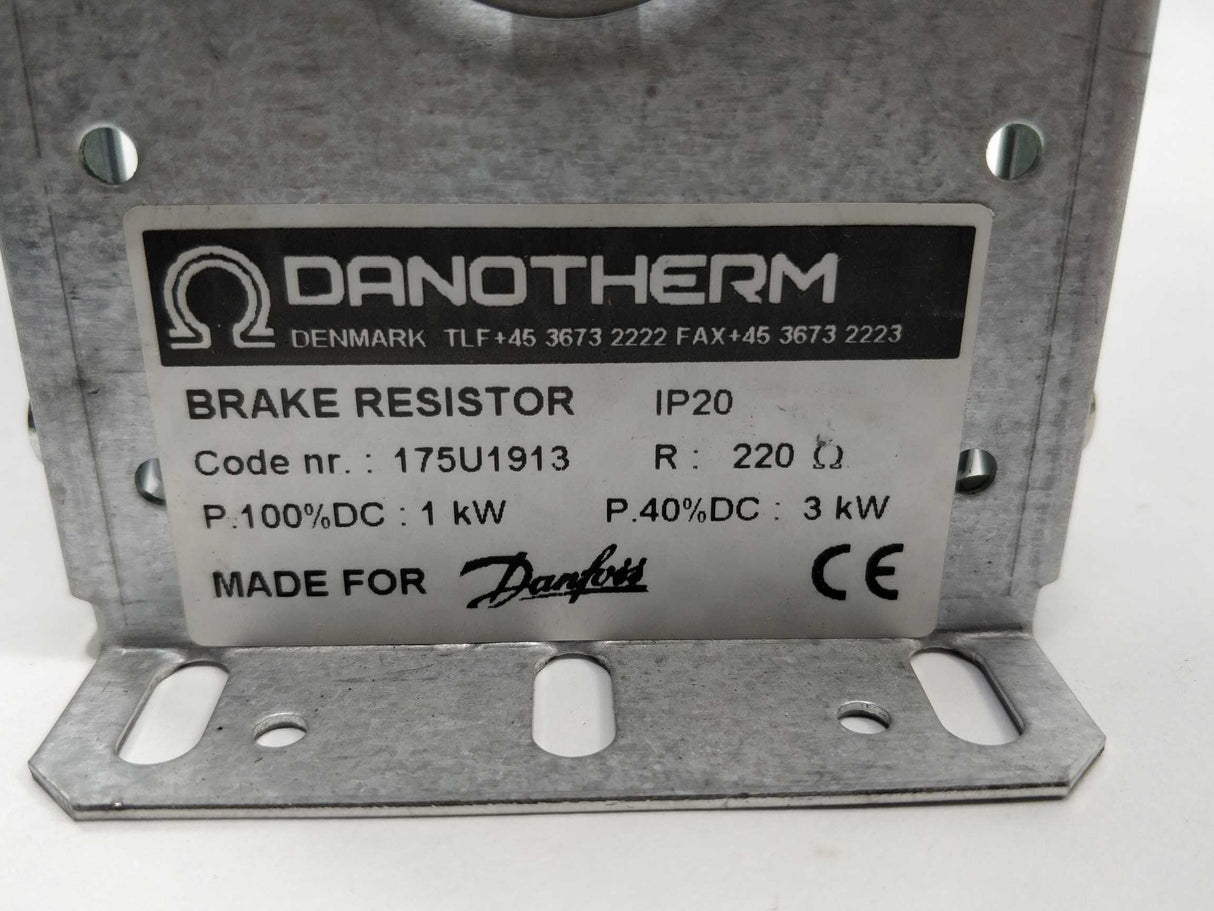 DANOTHERM
DENMARK TLF+45 3673 2222 FAX+45 3673 2223
BRAKE RESISTOR IP20
Code nr. : 175U1913 R : 220 Ω
P.100%DC : 1 kW P.40%DC : 3 kW
MADE FOR Danfoss CE